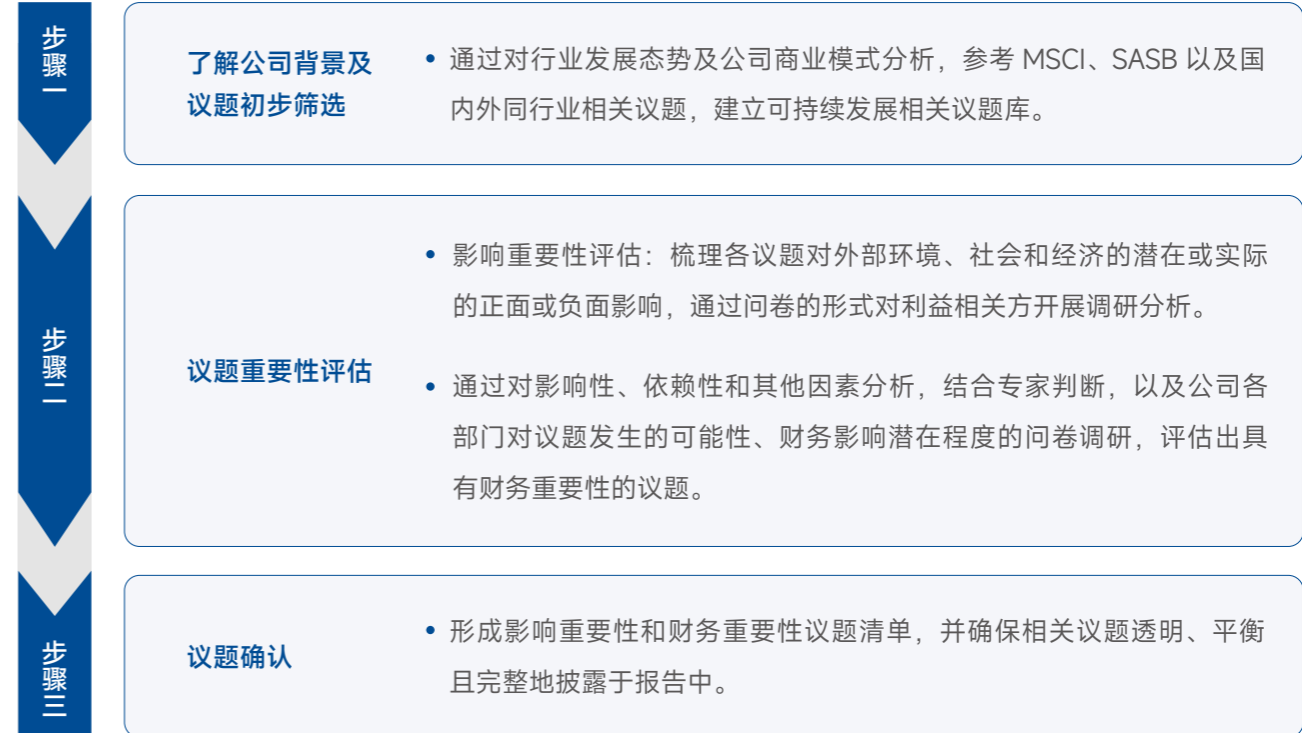 步骤一
了解公司背景及
议题初步筛选
• 通过对行业发展态势及公司商业模式分析，参考 MSCI、SASB 以及国
内外同行业相关议题，建立可持续发展相关议题库。
步骤二
议题重要性评估
• 影响重要性评估：梳理各议题对外部环境、社会和经济的潜在或实际
的正面或负面影响，通过问卷的形式对利益相关方开展调研分析。
• 通过对影响性、依赖性和其他因素分析，结合专家判断，以及公司各
部门对议题发生的可能性、财务影响潜在程度的问卷调研，评估出具
有财务重要性的议题。
步骤三
议题确认
• 形成影响重要性和财务重要性议题清单，并确保相关议题透明、平衡
且完整地披露于报告中。